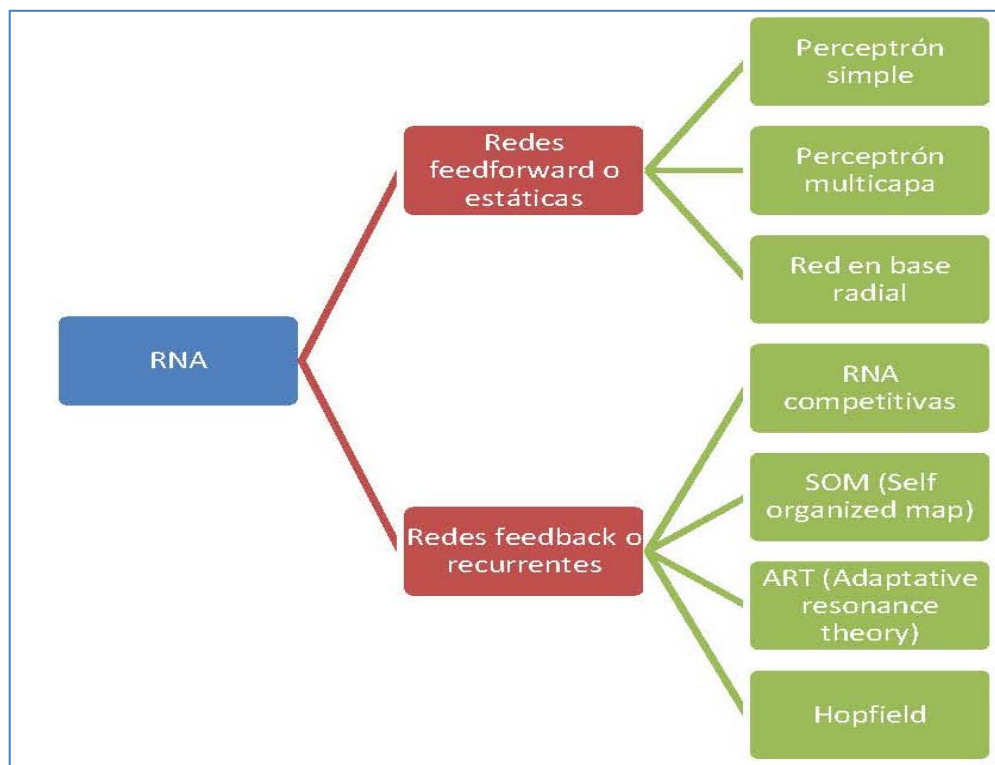 RNA
Redes
feedforward o
estáticas
Perceptrón
simple
Perceptrón
multicapa
Red en base
radial
Redes feedback o
recurrentes
RNA
competitivas
SOM (Self
organized map)
ART (Adaptative
resonance
theory)
Hopfield